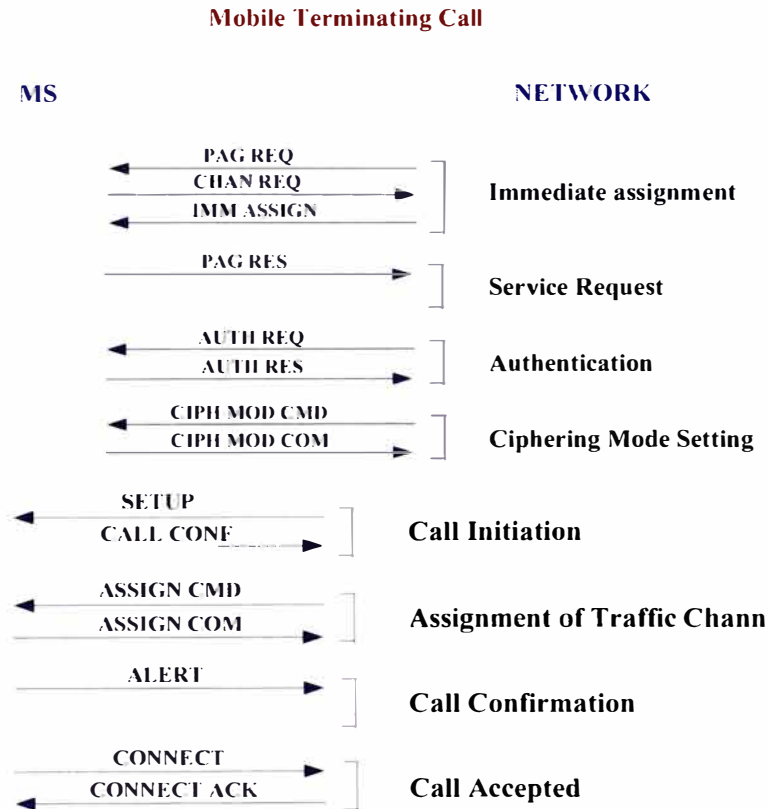 Mobile Terminating Call
MS NETWORK
PAG REQ
CHAN REQ
IMM ASSIGN
Immediate assignment
PAG RES
Service Request
AUTH REQ
AUTH RES
Authentication
CIPH MOD CMD
CIPH MOD COM
Ciphering Mode Setting
SETUP
CALL CONF
Call Initiation
ASSIGN CMD
ASSIGN COM
Assignment of Traffic Chann
ALERT
Call Confirmation
CONNECT
CONNECT ACK
Call Accepted